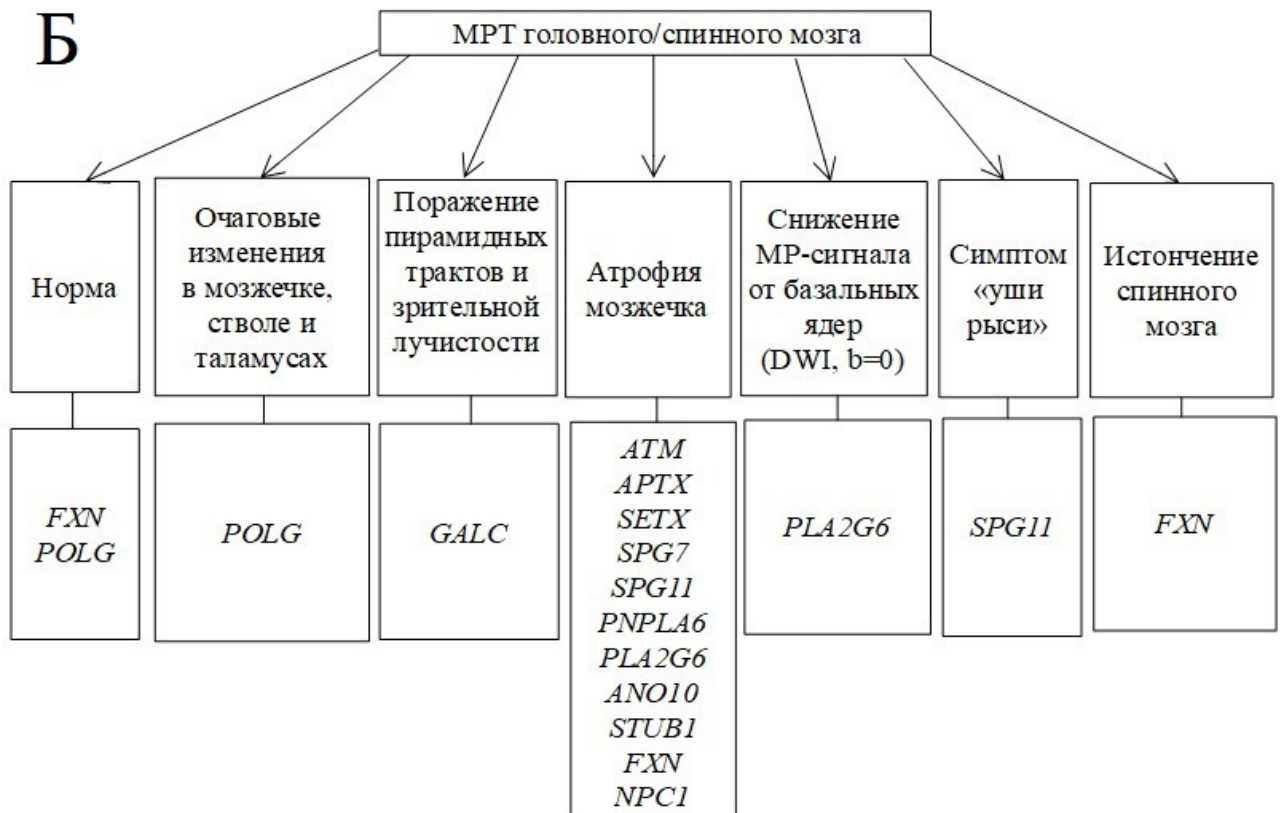 Б
МРТ головного/спинного мозга
Норма
Очаговые
изменения
в мозжечке,
стволе и
таламусах
Поражение
пирамидных
трактов и
зрительной
лучистости
Атрофия
мозжечка
Снижение
МР-сигнала
от базальных
ядер
(DWI, b=0)
Симптом
«уши
рыси»
Истончение
спинного
мозга
FXN
POLG
POLG
GALC
ATM
APTX
SETX
SPG7
SPG11
PNPLA6
PLA2G6
ANO10
STUB1
FXN
NPC1
PLA2G6
SPG11
FXN